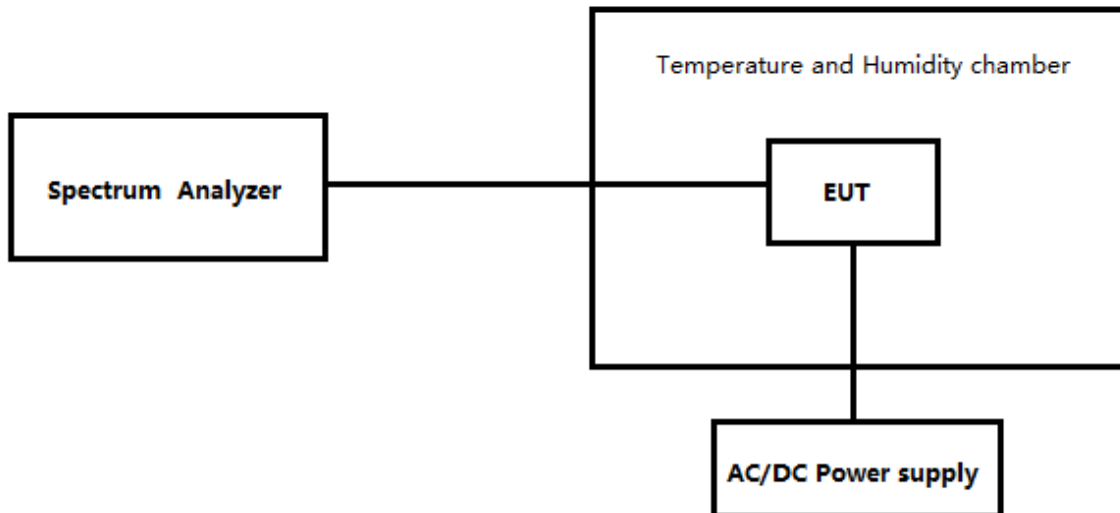 Temperature and Humidity chamber
Spectrum Analyzer
EUT
AC/DC Power supply